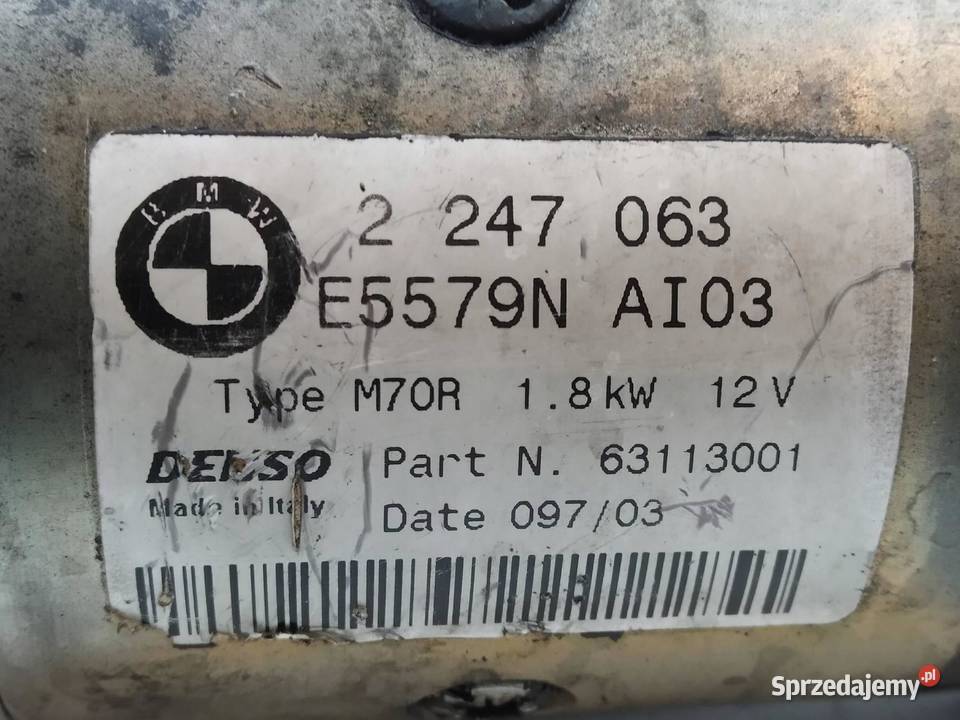 BMW
2 247 063
E5579N AI03
Type M70R 1.8kW 12V
DENSO Part N. 63113001
Made in Italy
Date 097/03
Sprzedajemy.pl